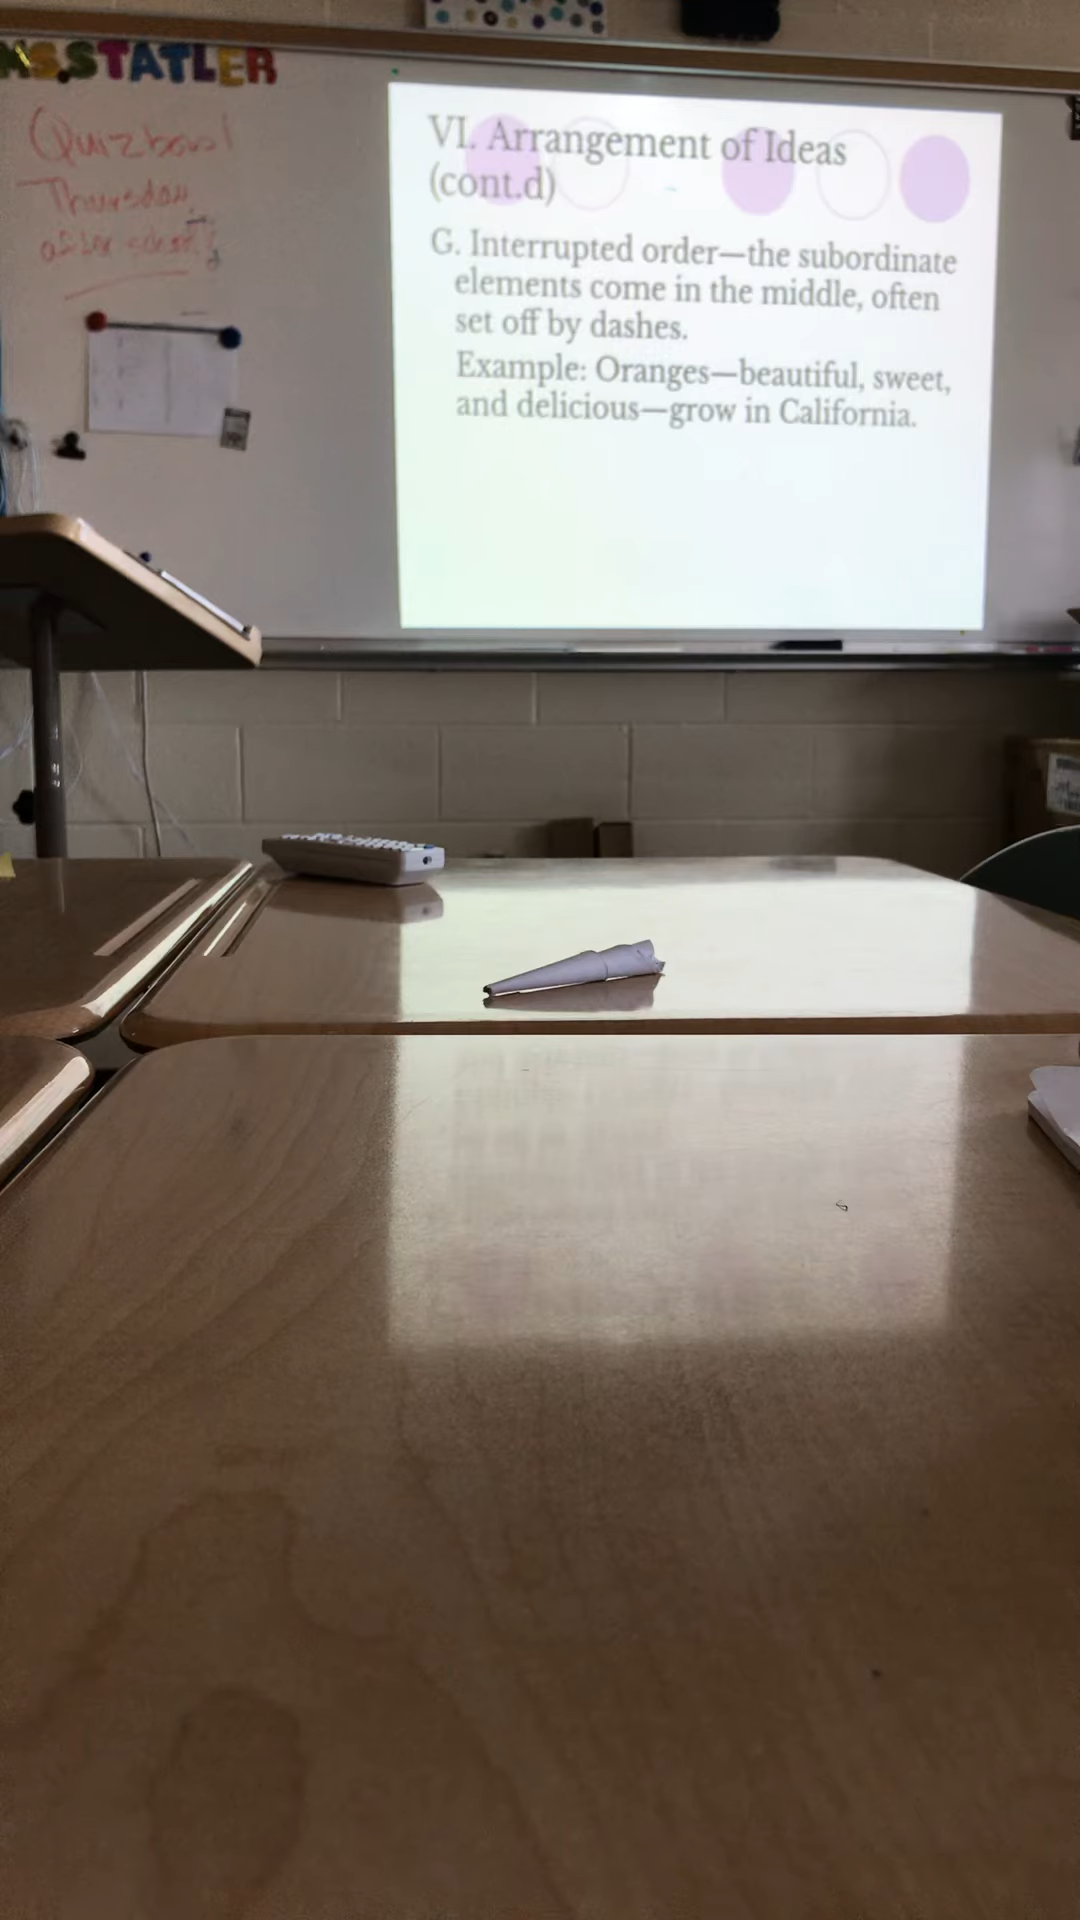 MS.STATLER
Quizbowl
Thursday
after school!
VI. Arrangement of Ideas
(cont.d)
G. Interrupted order—the subordinate
elements come in the middle, often
set off by dashes.
Example: Oranges—beautiful, sweet,
and delicious—grow in California.